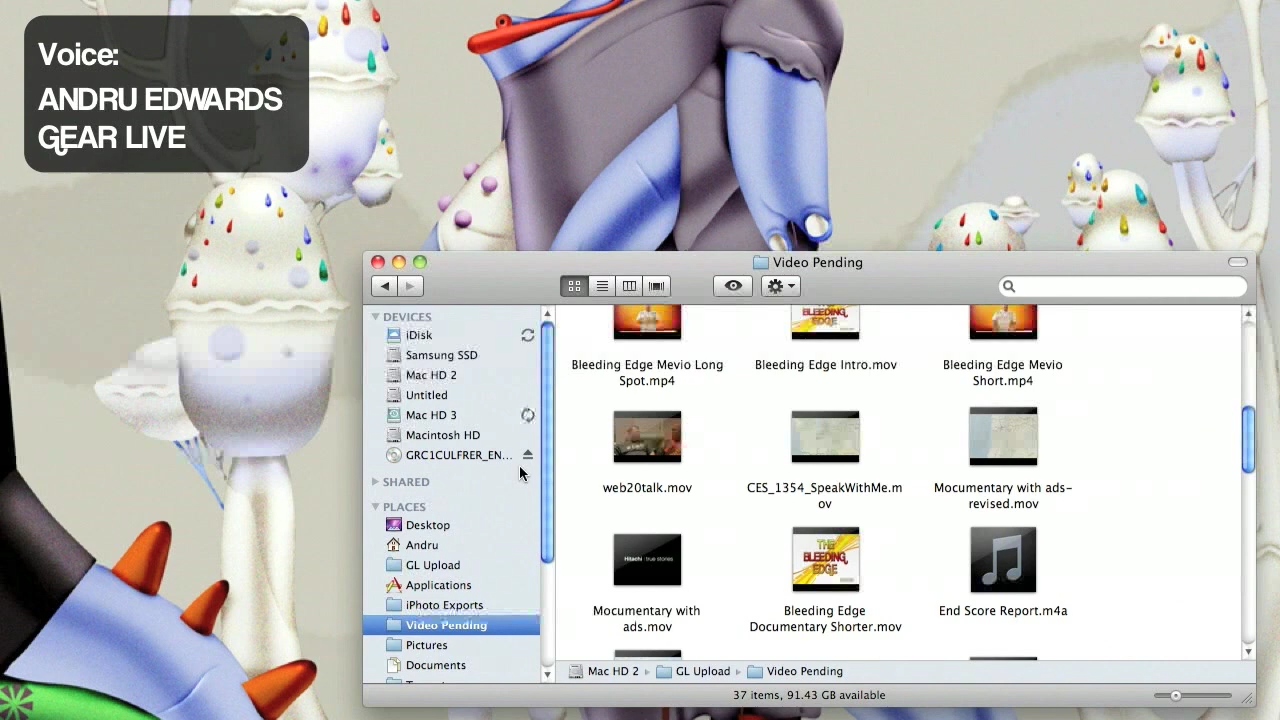 Voice:
ANDRU EDWARDS
GEAR LIVE
Video Pending
DEVICES
iDisk
Samsung SSD
Mac HD 2
Untitled
Mac HD 3
Macintosh HD
GRC1CULFRER_EN...
SHARED
PLACES
Desktop
Andru
GL Upload
Applications
iPhoto Exports
Video Pending
Pictures
Documents
Bleeding Edge Mevio Long
Spot.mp4
Bleeding Edge Intro.mov
Bleeding Edge Mevio
Short.mp4
web20talk.mov
CES_1354_SpeakWithMe.m
ov
Mocumentary with ads-
revised.mov
Hitachi true stories
Mocumentary with
ads.mov
THE
BLEEDING
EDGE
Bleeding Edge
Documentary Shorter.mov
End Score Report.m4a
Mac HD 2
GL Upload
Video Pending
37 items, 91.43 GB available